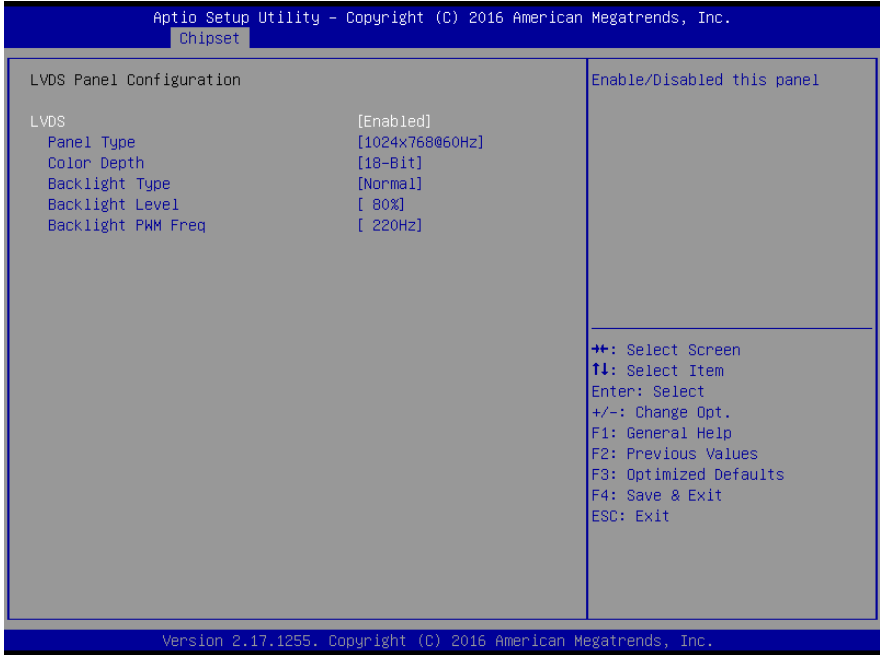 Aptio Setup Utility – Copyright (C) 2016 American Megatrends, Inc.
Chipset
LVDS Panel Configuration
LVDS [Enabled]
Panel Type [1024x768@60Hz]
Color Depth [18-Bit]
Backlight Type [Normal]
Backlight Level [ 80%]
Backlight PWM Freq [ 220Hz]
Enable/Disabled this panel
→←: Select Screen
↑↓: Select Item
Enter: Select
+/-: Change Opt.
F1: General Help
F2: Previous Values
F3: Optimized Defaults
F4: Save & Exit
ESC: Exit
Version 2.17.1255. Copyright (C) 2016 American Megatrends, Inc.